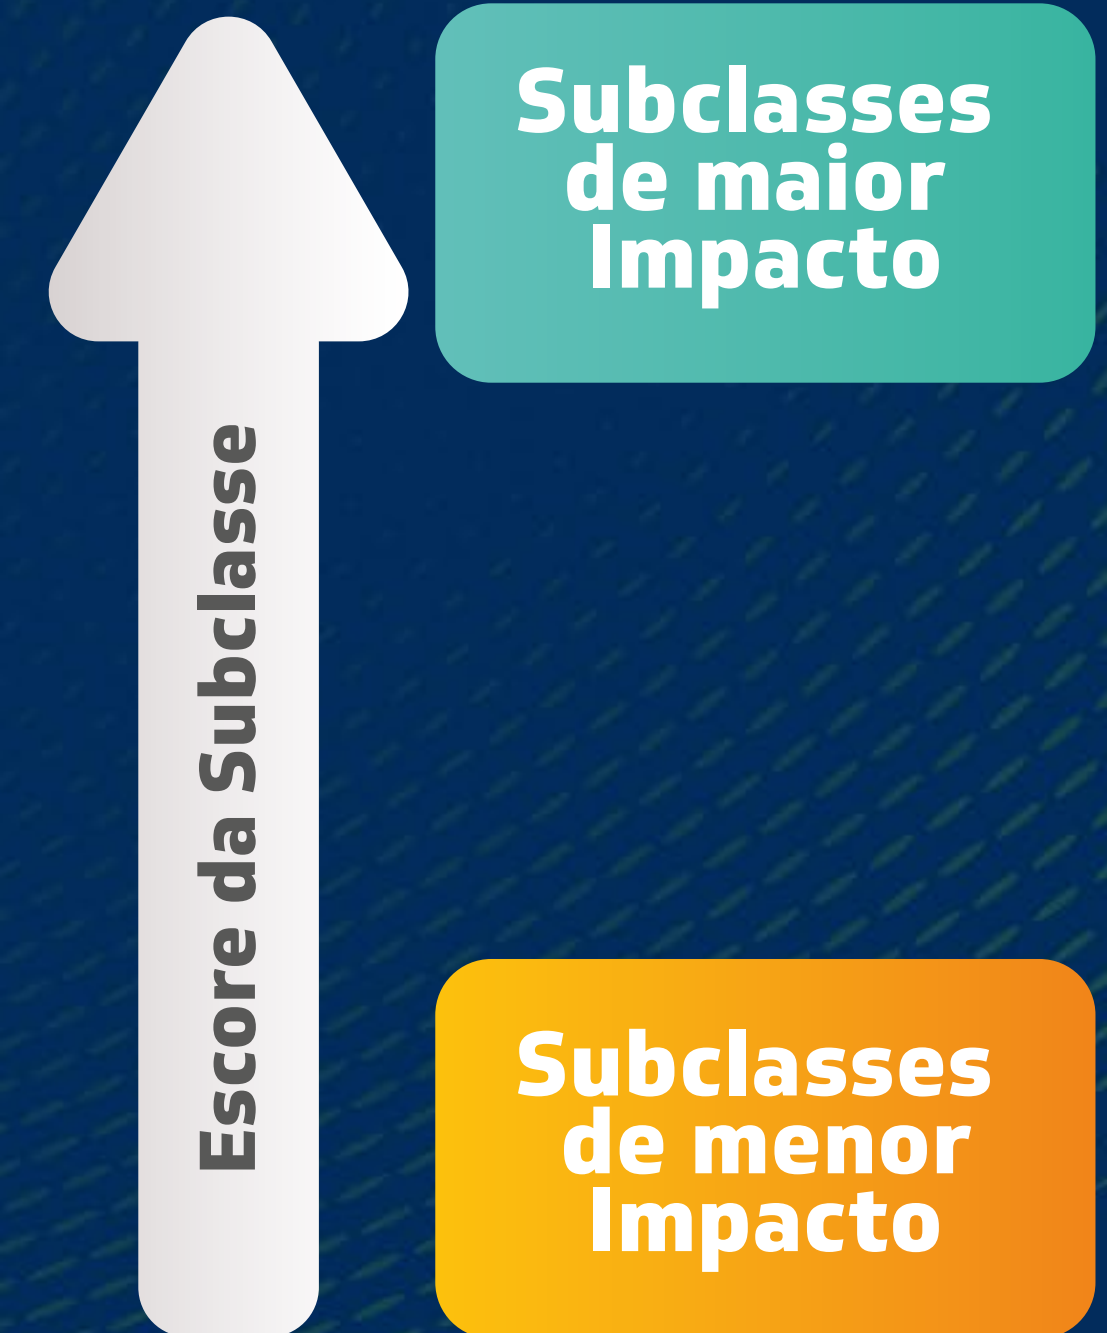 Subclasses
de maior
Impacto
Escore da Subclasse
Subclasses
de menor
Impacto